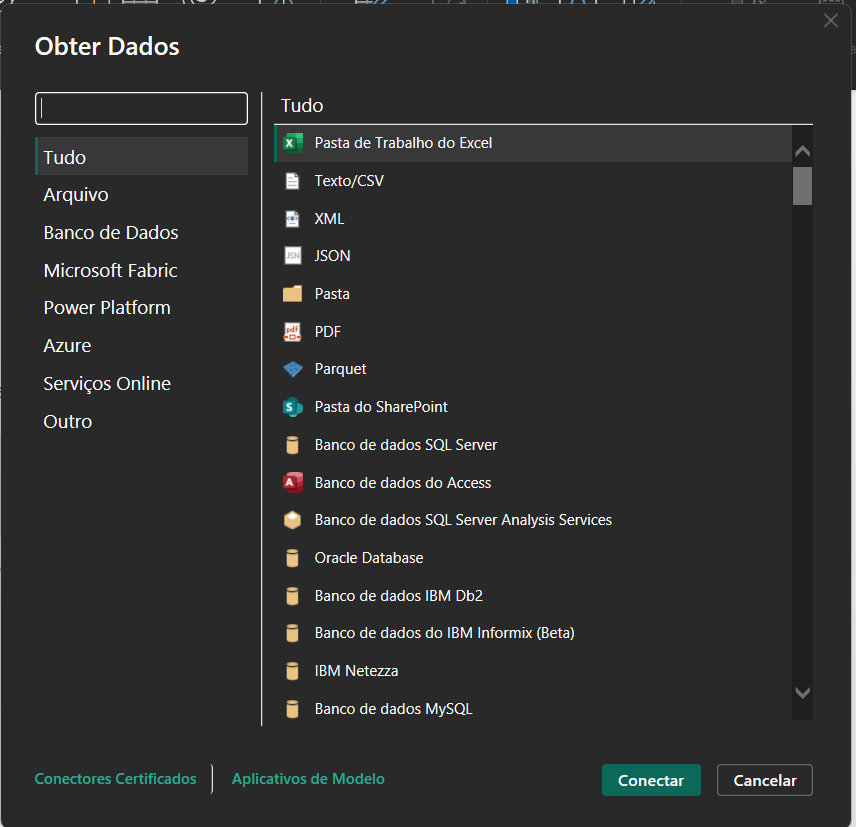 Obter Dados
Tudo
Arquivo
Banco de Dados
Microsoft Fabric
Power Platform
Azure
Serviços Online
Outro
Tudo
Pasta de Trabalho do Excel
Texto/CSV
XML
JSON
Pasta
PDF
Parquet
Pasta do SharePoint
Banco de dados SQL Server
Banco de dados do Access
Banco de dados SQL Server Analysis Services
Oracle Database
Banco de dados IBM Db2
Banco de dados do IBM Informix (Beta)
IBM Netezza
Banco de dados MySQL
Conectores Certificados
Aplicativos de Modelo
Conectar
Cancelar